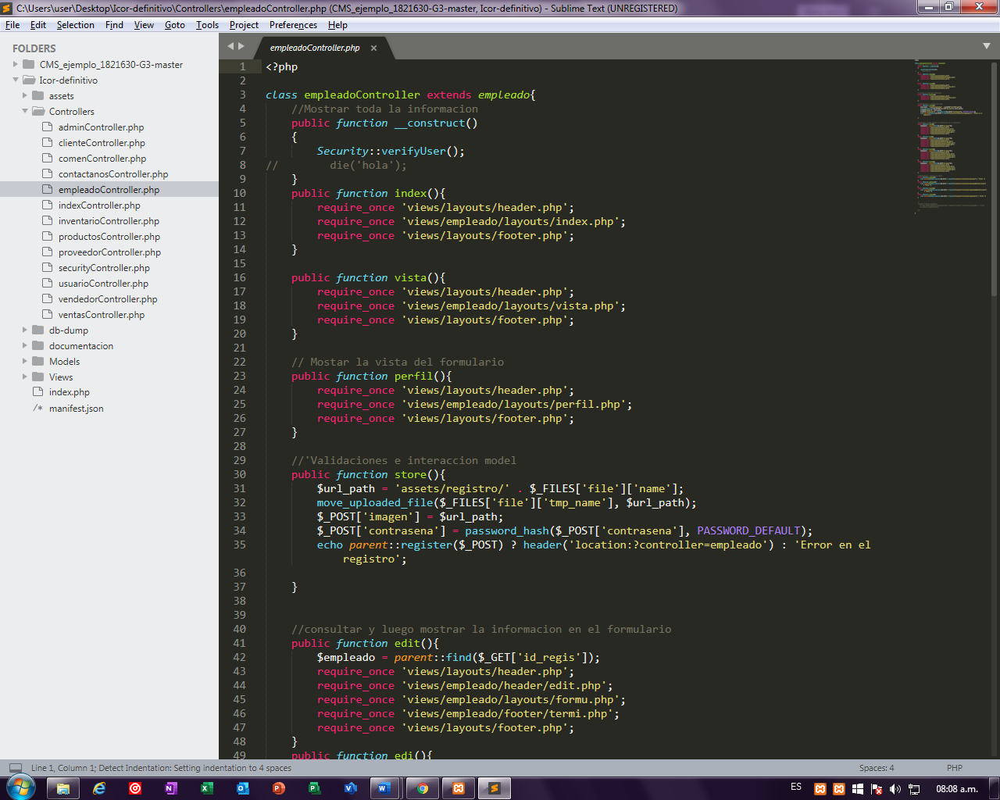 C:\Users\user\Desktop\Icor-definitivo\Controllers\empleadoController.php (CMS_ejemplo_1821630-G3-master, Icor-definitivo) - Sublime Text (UNREGISTERED)
File Edit Selection Find View Goto Tools Project Preferences Help
FOLDERS
CMS_ejemplo_1821630-G3-master
Icor-definitivo
assets
Controllers
adminController.php
clienteController.php
comenController.php
contactanosController.php
empleadoController.php
indexController.php
inventarioController.php
productosController.php
proveedorController.php
securityController.php
usuarioController.php
vendedorController.php
ventasController.php
db-dump
documentacion
Models
Views
index.php
/* manifest.json
empleadoController.php ×
1 <?php
2
3 class empleadoController extends empleado{
4     //Mostrar toda la informacion
5     public function __construct()
6     {
7         Security::verifyUser();
8 //        die('hola');
9     }
10     public function index(){
11         require_once 'views/layouts/header.php';
12         require_once 'views/empleado/layouts/index.php';
13         require_once 'views/layouts/footer.php';
14     }
15
16     public function vista(){
17         require_once 'views/layouts/header.php';
18         require_once 'views/empleado/layouts/vista.php';
19         require_once 'views/layouts/footer.php';
20     }
21
22     // Mostar la vista del formulario
23     public function perfil(){
24         require_once 'views/layouts/header.php';
25         require_once 'views/empleado/layouts/perfil.php';
26         require_once 'views/layouts/footer.php';
27     }
28
29     //'Validaciones e interaccion model
30     public function store(){
31         $url_path = 'assets/registro/' . $_FILES['file']['name'];
32         move_uploaded_file($_FILES['file']['tmp_name'], $url_path);
33         $_POST['imagen'] = $url_path;
34         $_POST['contrasena'] = password_hash($_POST['contrasena'], PASSWORD_DEFAULT);
35         echo parent::register($_POST) ? header('location:?controller=empleado') : 'Error en el
registro';
36
37     }
38
39
40     //consultar y luego mostrar la informacion en el formulario
41     public function edit(){
42         $empleado = parent::find($_GET['id_regis']);
43         require_once 'views/layouts/header.php';
44         require_once 'views/empleado/header/edit.php';
45         require_once 'views/empleado/layouts/formu.php';
46         require_once 'views/empleado/footer/termi.php';
47         require_once 'views/layouts/footer.php';
48     }
49     public function edi(){
Line 1, Column 1; Detect Indentation: Setting indentation to 4 spaces
Spaces: 4
PHP
ES
08:08 a.m.